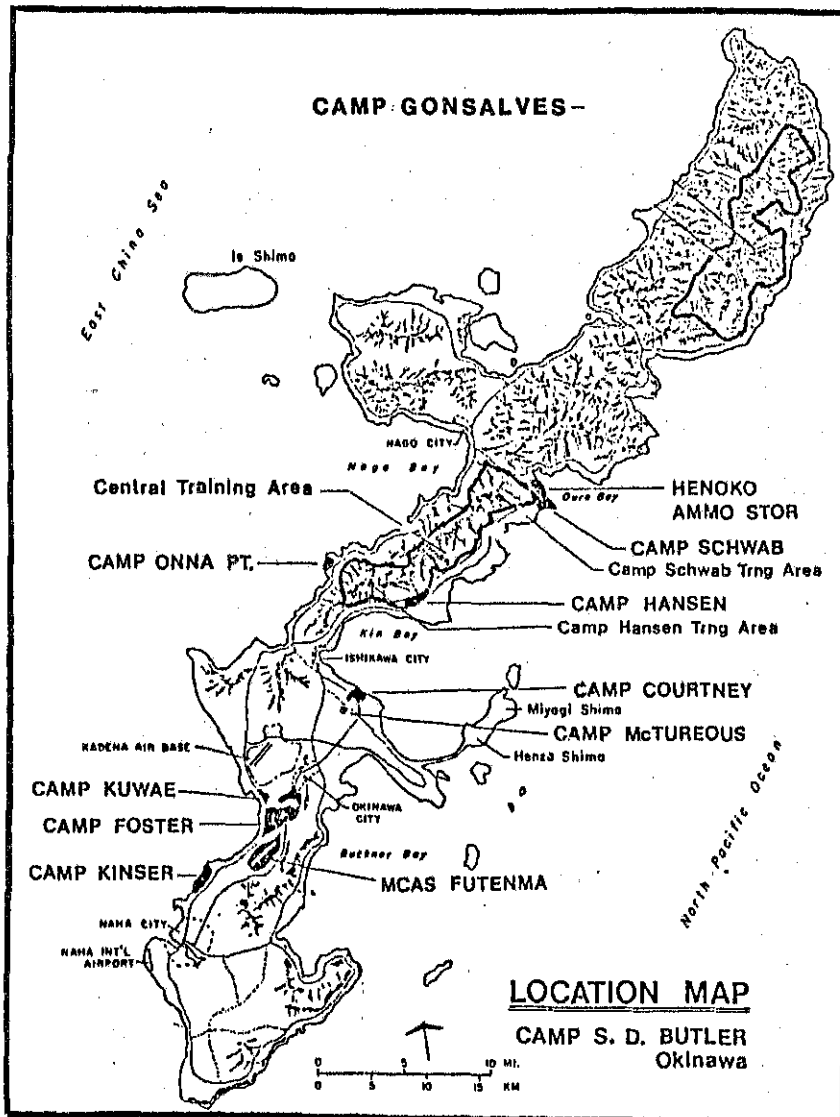 CAMP GONSALVES-
East China Sea
Ie Shima
NAGO CITY
Nago Bay
Central Training Area
Oura Bay
HENOKO
AMMO STOR
CAMP SCHWAB
Camp Schwab Trng Area
CAMP ONNA PT.
CAMP HANSEN
Camp Hansen Trng Area
Kin Bay
ISHIKAWA CITY
CAMP COURTNEY
Miyagi Shima
CAMP McTUREOUS
Henza Shima
KADENA AIR BASE
CAMP KUWAE
OKINAWA
CITY
CAMP FOSTER
North Pacific Ocean
Buckner Bay
CAMP KINSER
MCAS FUTENMA
NAHA CITY
NAHA INT'L
AIRPORT
LOCATION MAP
CAMP S. D. BUTLER
Okinawa
0 5 10 MI.
0 5 10 15 KM